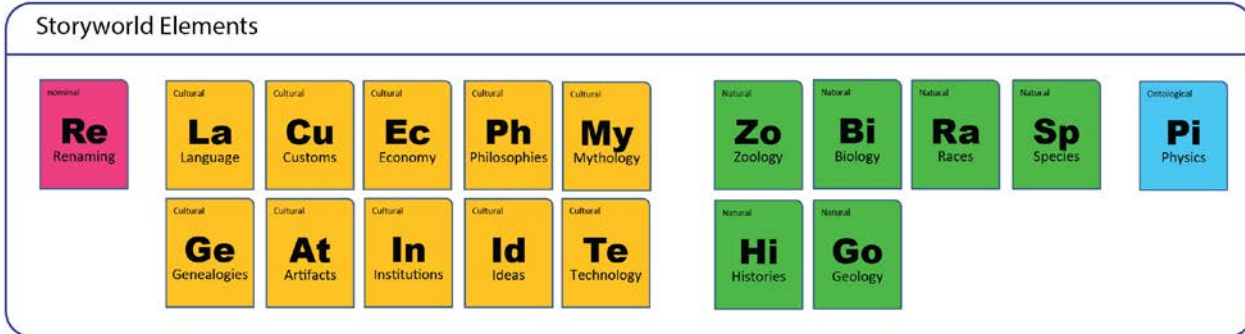 Storyworld Elements
nominal
Re
Renaming
Cultural
La
Language
Cultural
Cu
Customs
Cultural
Ec
Economy
Cultural
Ph
Philosophies
Cultural
My
Mythology
Natural
Zo
Zoology
Natural
Bi
Biology
Natural
Ra
Races
Natural
Sp
Species
Ontological
Pi
Physics
Cultural
Ge
Genealogies
Cultural
At
Artifacts
Cultural
In
Institutions
Cultural
Id
Ideas
Cultural
Te
Technology
Natural
Hi
Histories
Natural
Go
Geology